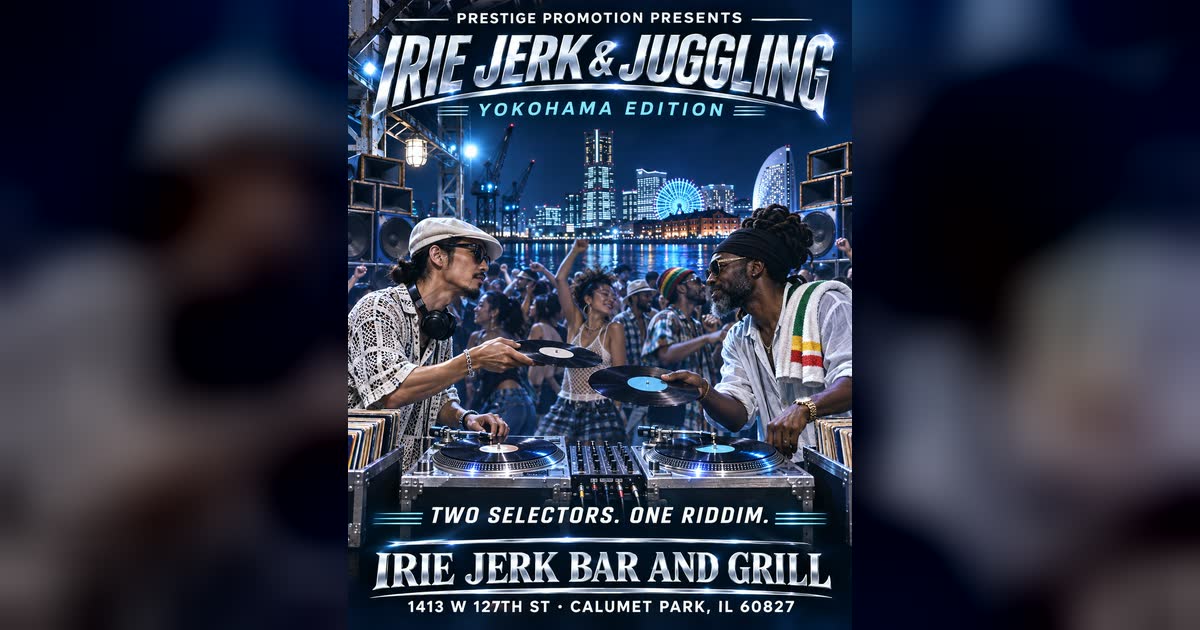 PRESTIGE PROMOTION PRESENTS
IRIE JERK & JUGGLING
YOKOHAMA EDITION
TWO SELECTORS. ONE RIDDIM.
IRIE JERK BAR AND GRILL
1413 W 127TH ST · CALUMET PARK, IL 60827